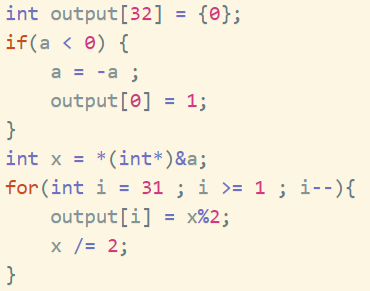 int output[32] = {0};
if(a < 0) {
    a = -a ;
    output[0] = 1;
}
int x = *(int*)&a;
for(int i = 31 ; i >= 1 ; i--){
    output[i] = x%2;
    x /= 2;
}